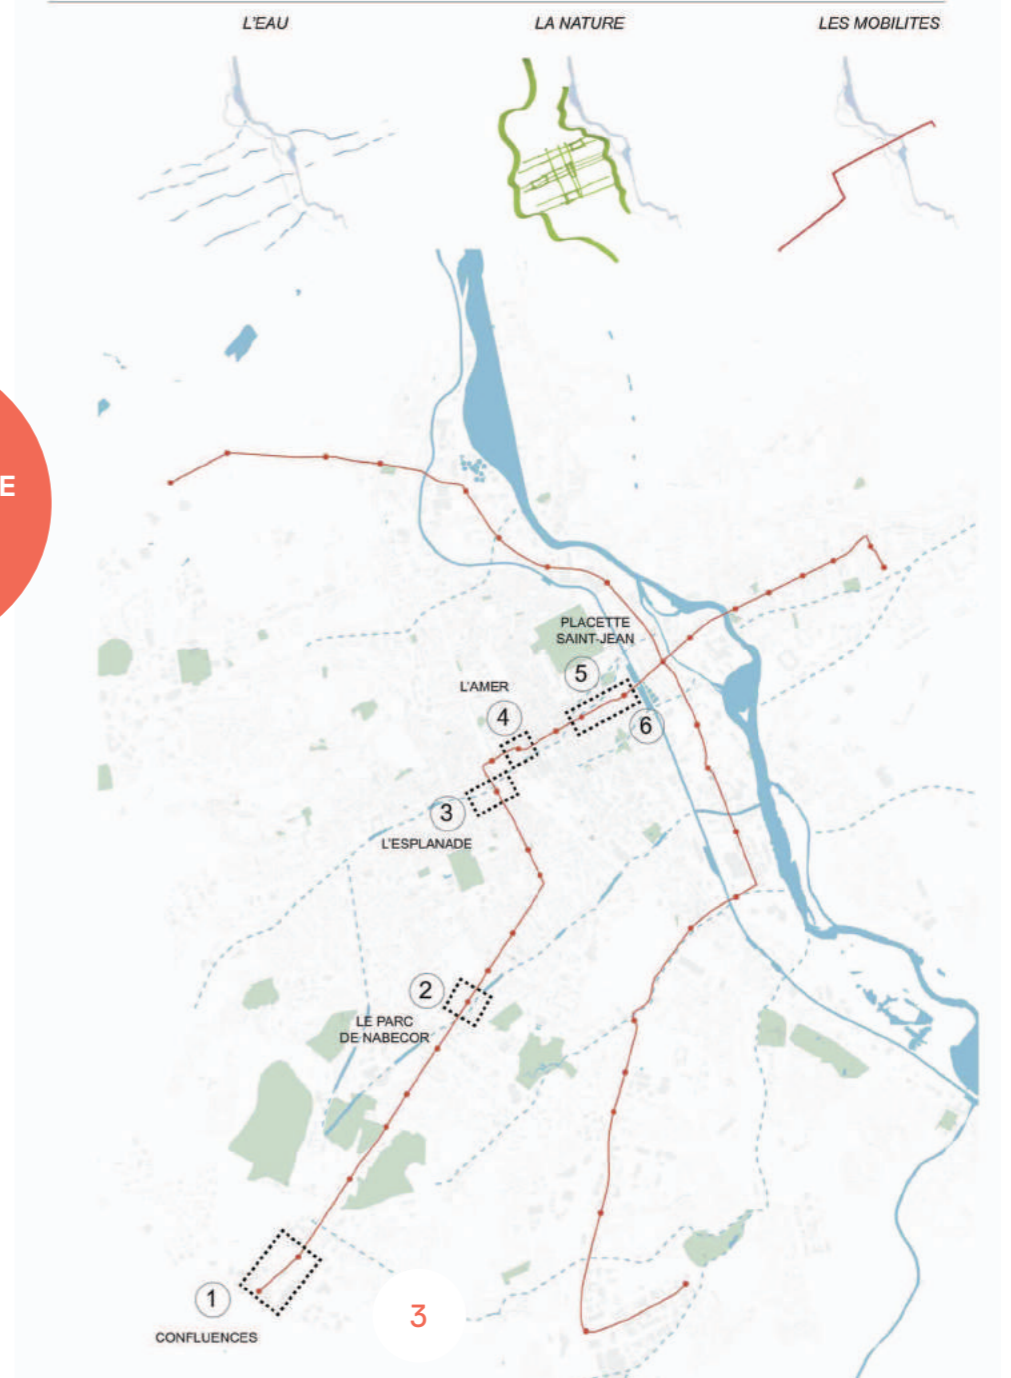 L'EAU
LA NATURE
LES MOBILITES
E
PLACETTE
SAINT-JEAN
5
L'AMER
4
6
3
L'ESPLANADE
2
LE PARC
DE NABECOR
1
CONFLUENCES
3